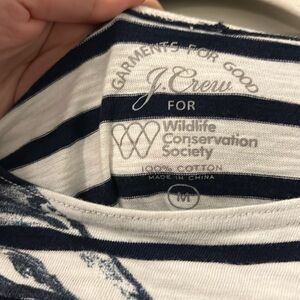 GARMENTS FOR GOOD
J.Crew
FOR
Wildlife
Conservation
Society
100% COTTON
MADE IN CHINA
M